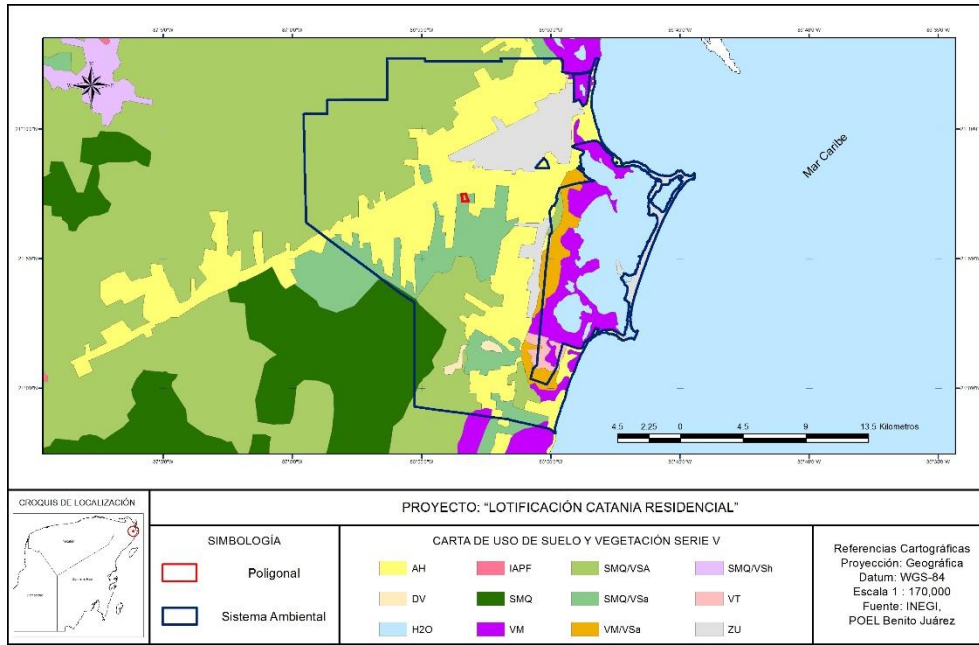 Mar Caribe
4.5 2.25 0 4.5 9 13.5 Kilometros
CROQUIS DE LOCALIZACIÓN
PROYECTO: “LOTIFICACIÓN CATANIA RESIDENCIAL”
SIMBOLOGÍA
Poligonal
Sistema Ambiental
CARTA DE USO DE SUELO Y VEGETACIÓN SERIE V
AH
IAPF
SMQ/VSA
SMQ/VSh
DV
SMQ
SMQ/VSa
VT
H2O
VM
VM/VSa
ZU
Referencias Cartográficas
Proyección: Geográfica
Datum: WGS-84
Escala 1 : 170,000
Fuente: INEGI,
POEL Benito Juárez